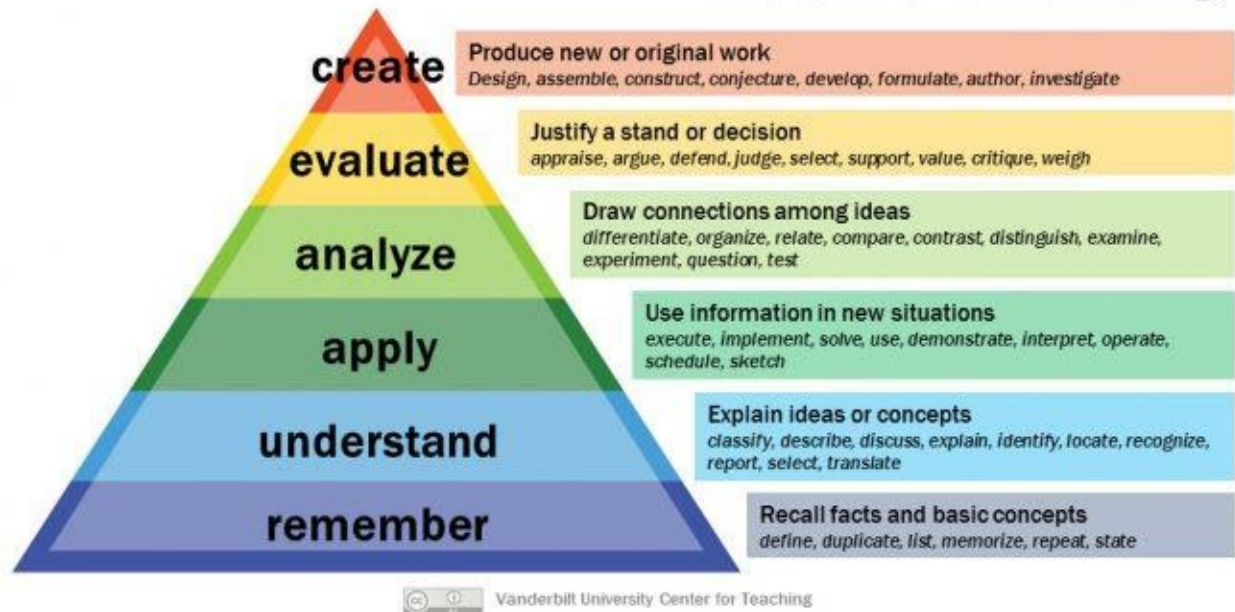 create
Produce new or original work
Design, assemble, construct, conjecture, develop, formulate, author, investigate
evaluate
Justify a stand or decision
appraise, argue, defend, judge, select, support, value, critique, weigh
analyze
Draw connections among ideas
differentiate, organize, relate, compare, contrast, distinguish, examine,
experiment, question, test
apply
Use information in new situations
execute, implement, solve, use, demonstrate, interpret, operate,
schedule, sketch
understand
Explain ideas or concepts
classify, describe, discuss, explain, identify, locate, recognize,
report, select, translate
remember
Recall facts and basic concepts
define, duplicate, list, memorize, repeat, state
cc
Vanderbilt University Center for Teaching